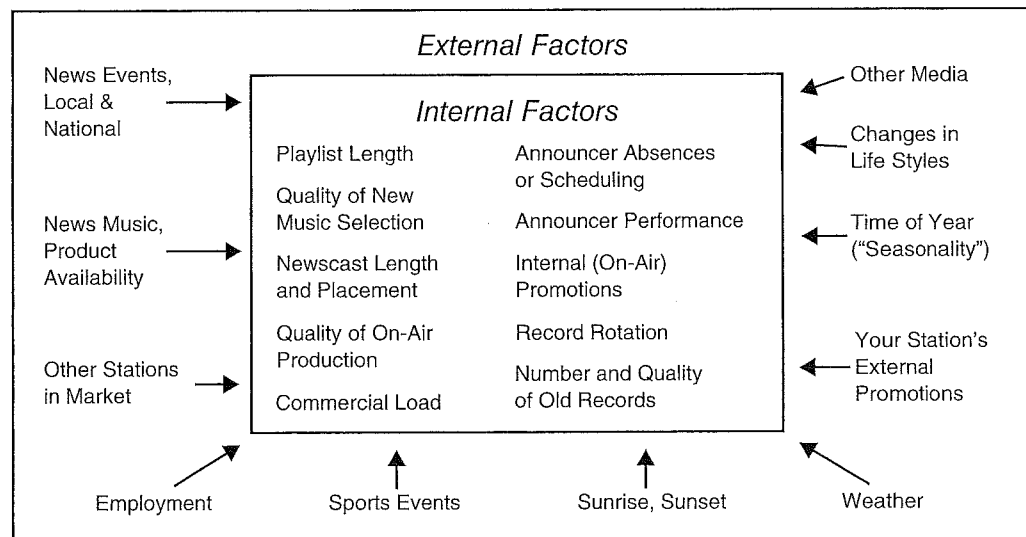 External Factors
News Events,
Local &
National
News Music,
Product
Availability
Other Stations
in Market
Internal Factors
Playlist Length
Quality of New
Music Selection
Newscast Length
and Placement
Quality of On-Air
Production
Commercial Load
Announcer Absences
or Scheduling
Announcer Performance
Internal (On-Air)
Promotions
Record Rotation
Number and Quality
of Old Records
Other Media
Changes in
Life Styles
Time of Year
("Seasonality")
Your Station's
External
Promotions
Employment
Sports Events
Sunrise, Sunset
Weather